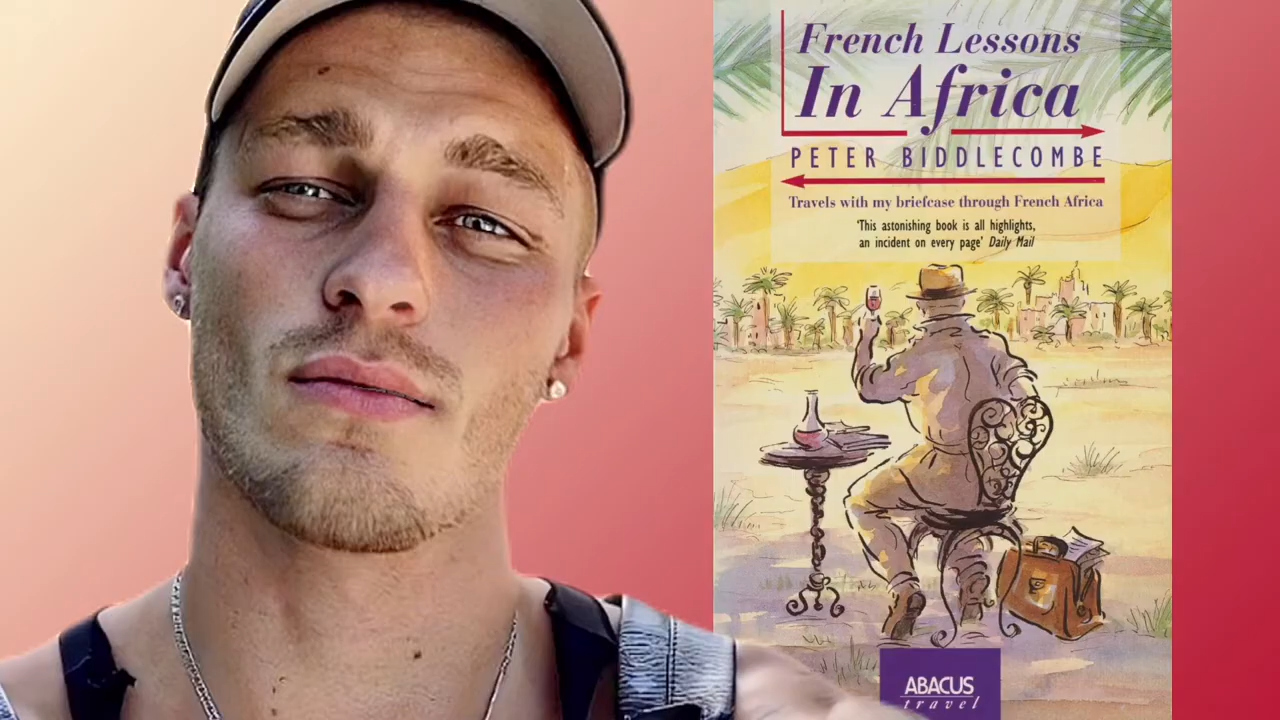 French Lessons
In Africa
PETER BIDDLECOMBE
Travels with my briefcase through French Africa
‘This astonishing book is all highlights,
an incident on every page’ Daily Mail
ABACUS
travel